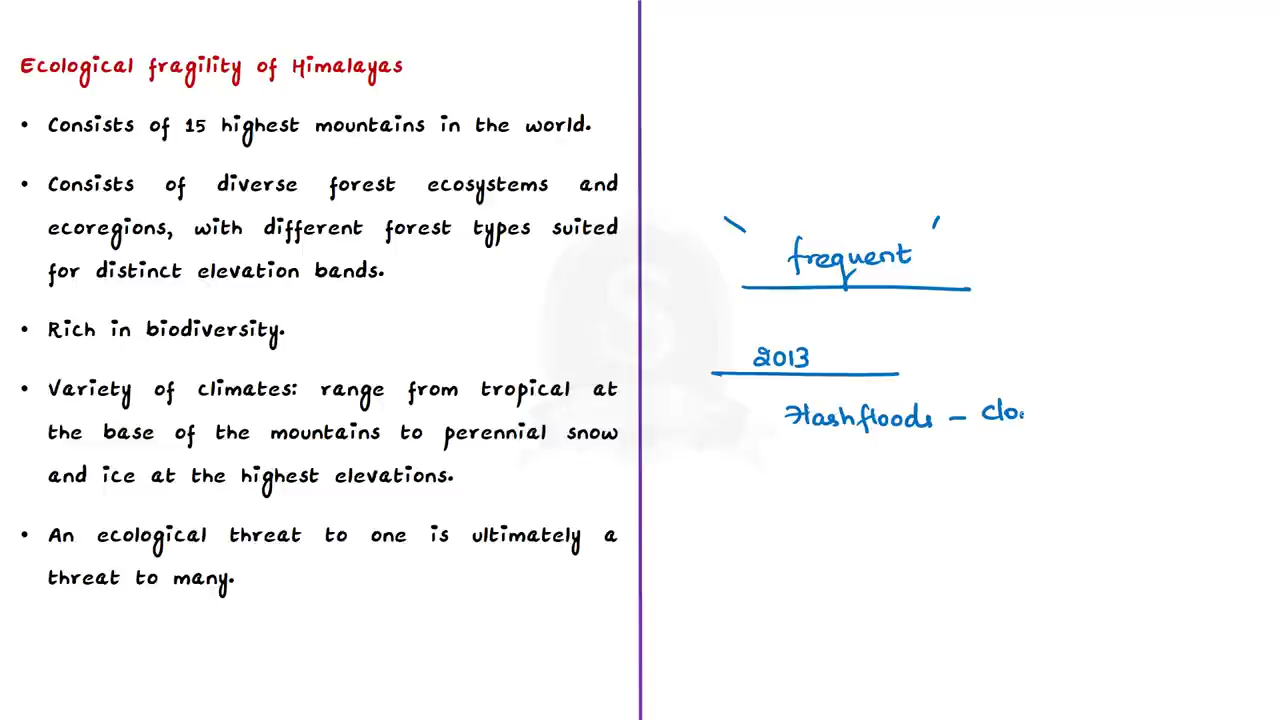 Ecological fragility of Himalayas
• Consists of 15 highest mountains in the world.
• Consists of diverse forest ecosystems and
ecoregions, with different forest types suited
for distinct elevation bands.
• Rich in biodiversity.
• Variety of climates: range from tropical at
the base of the mountains to perennial snow
and ice at the highest elevations.
• An ecological threat to one is ultimately a
threat to many.
frequent
2013
Flashfloods - clo